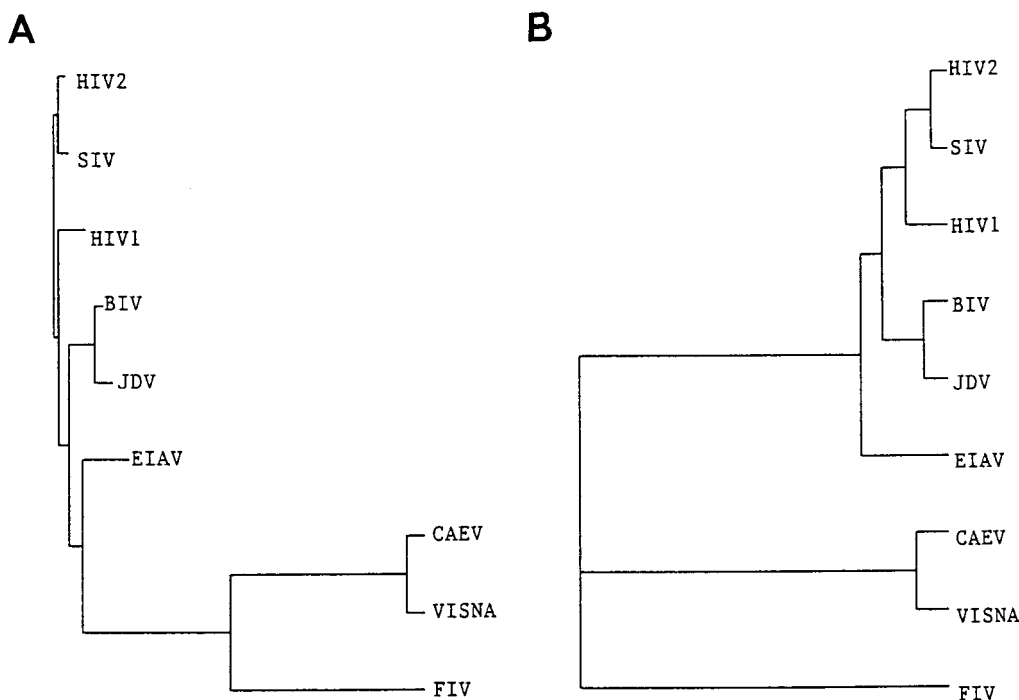 A
HIV2
SIV
HIV1
BIV
JDV
EIAV
CAEV
VISNA
FIV
B
HIV2
SIV
HIV1
BIV
JDV
EIAV
CAEV
VISNA
FIV